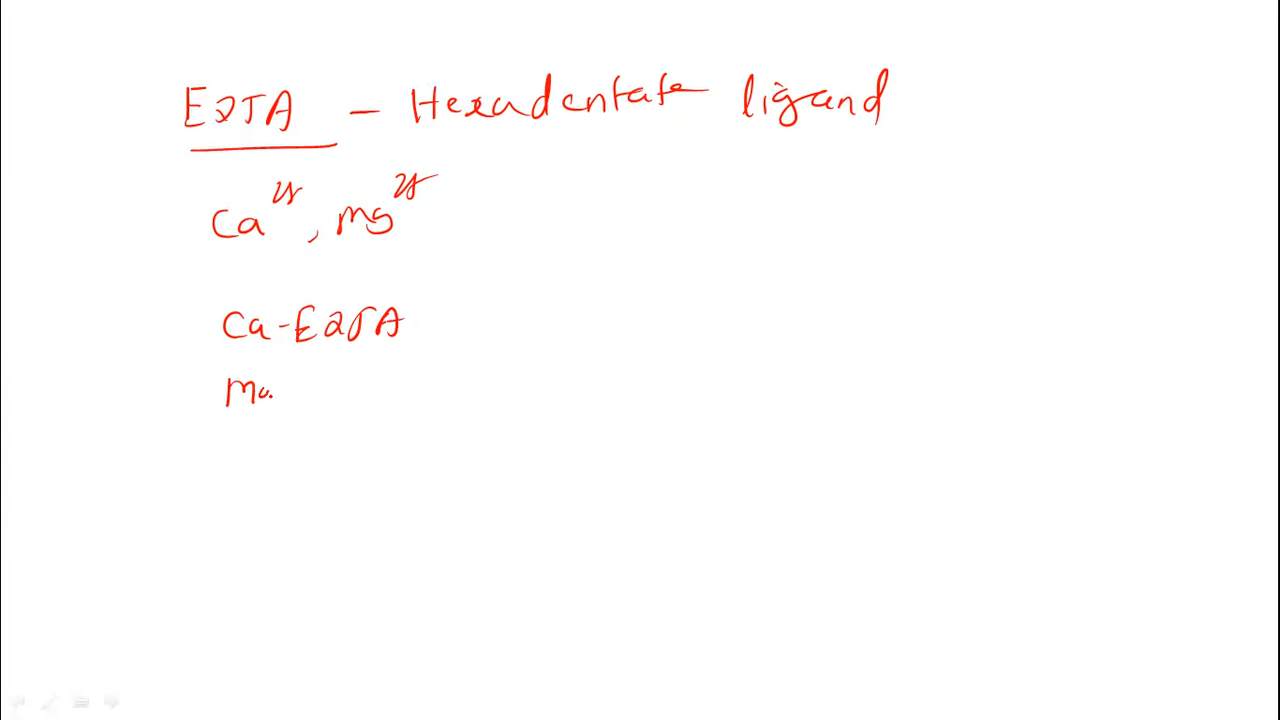 EDTA - Hexadentate ligand
Ca²⁺, Mg²⁺
Ca-EDTA